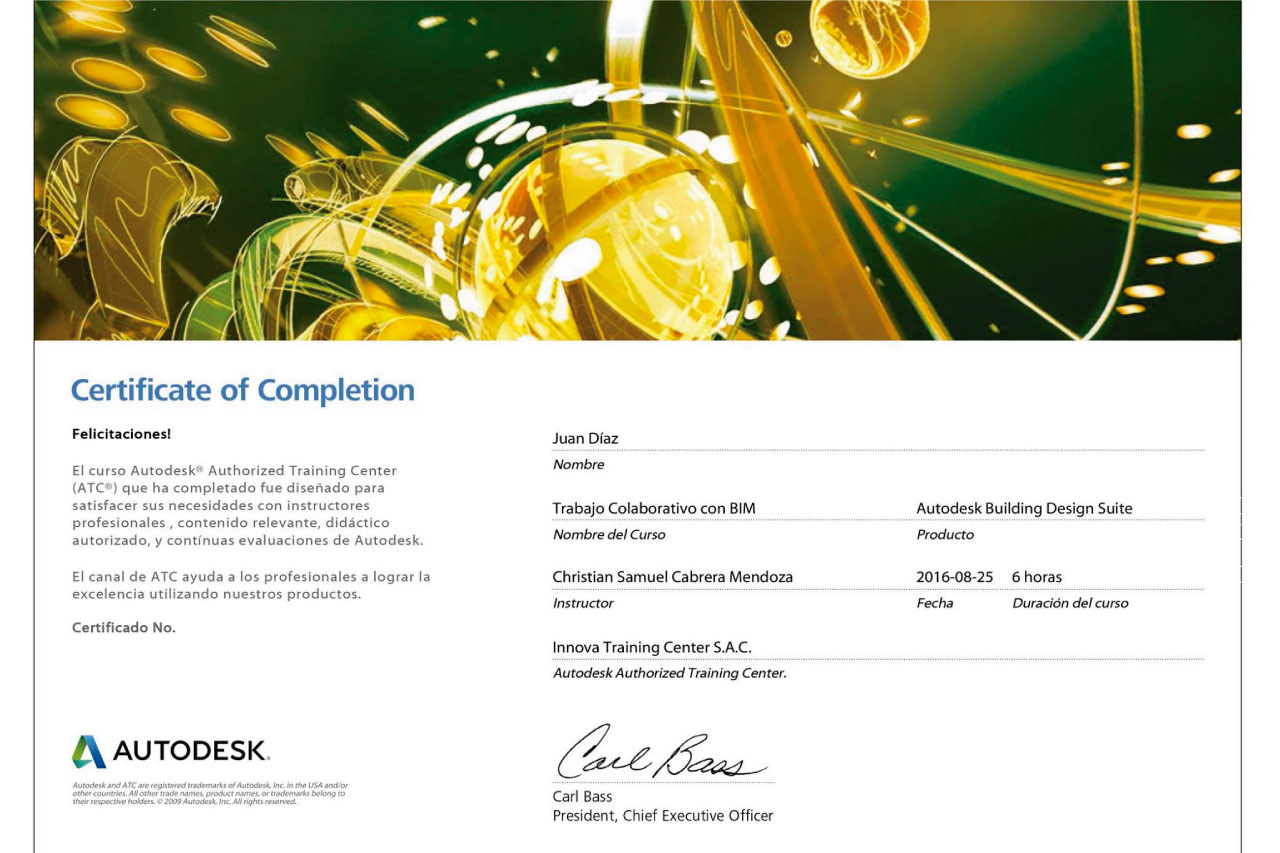 Certificate of Completion
Felicitaciones!
El curso Autodesk® Authorized Training Center
(ATC®) que ha completado fue diseñado para
satisfacer sus necesidades con instructores
profesionales , contenido relevante, didáctico
autorizado, y contínuas evaluaciones de Autodesk.
El canal de ATC ayuda a los profesionales a lograr la
excelencia utilizando nuestros productos.
Certificado No.
Juan Díaz
Nombre
Trabajo Colaborativo con BIM Autodesk Building Design Suite
Nombre del Curso Producto
Christian Samuel Cabrera Mendoza 2016-08-25 6 horas
Instructor Fecha Duración del curso
Innova Training Center S.A.C.
Autodesk Authorized Training Center.
AUTODESK®
Autodesk and ATC are registered trademarks of Autodesk, Inc. in the USA and/or
other countries. All other trade names, product names, or trademarks belong to
their respective holders. © 2009 Autodesk, Inc. All rights reserved.
Carl Bass
Carl Bass
President, Chief Executive Officer